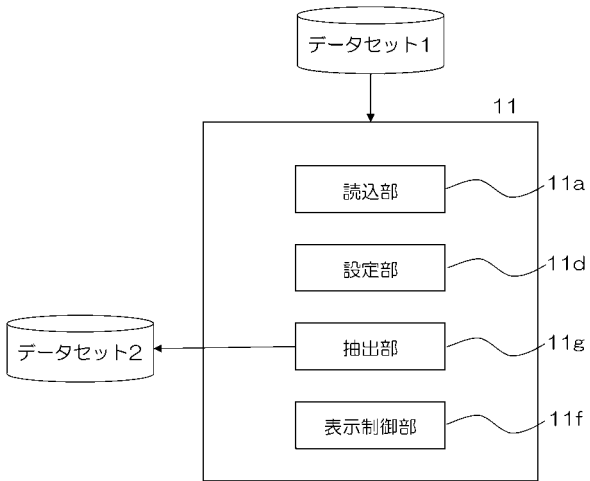 データセット1
11
読込部
11a
設定部
11d
データセット2
抽出部
11g
表示制御部
11f